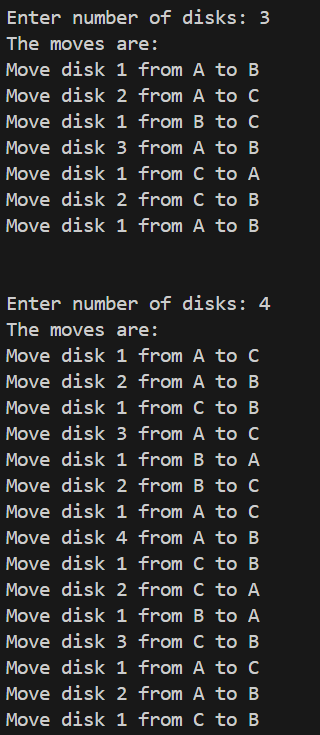 Enter number of disks: 3
The moves are:
Move disk 1 from A to B
Move disk 2 from A to C
Move disk 1 from B to C
Move disk 3 from A to B
Move disk 1 from C to A
Move disk 2 from C to B
Move disk 1 from A to B
Enter number of disks: 4
The moves are:
Move disk 1 from A to C
Move disk 2 from A to B
Move disk 1 from C to B
Move disk 3 from A to C
Move disk 1 from B to A
Move disk 2 from B to C
Move disk 1 from A to C
Move disk 4 from A to B
Move disk 1 from C to B
Move disk 2 from C to A
Move disk 1 from B to A
Move disk 3 from C to B
Move disk 1 from A to C
Move disk 2 from A to B
Move disk 1 from C to B